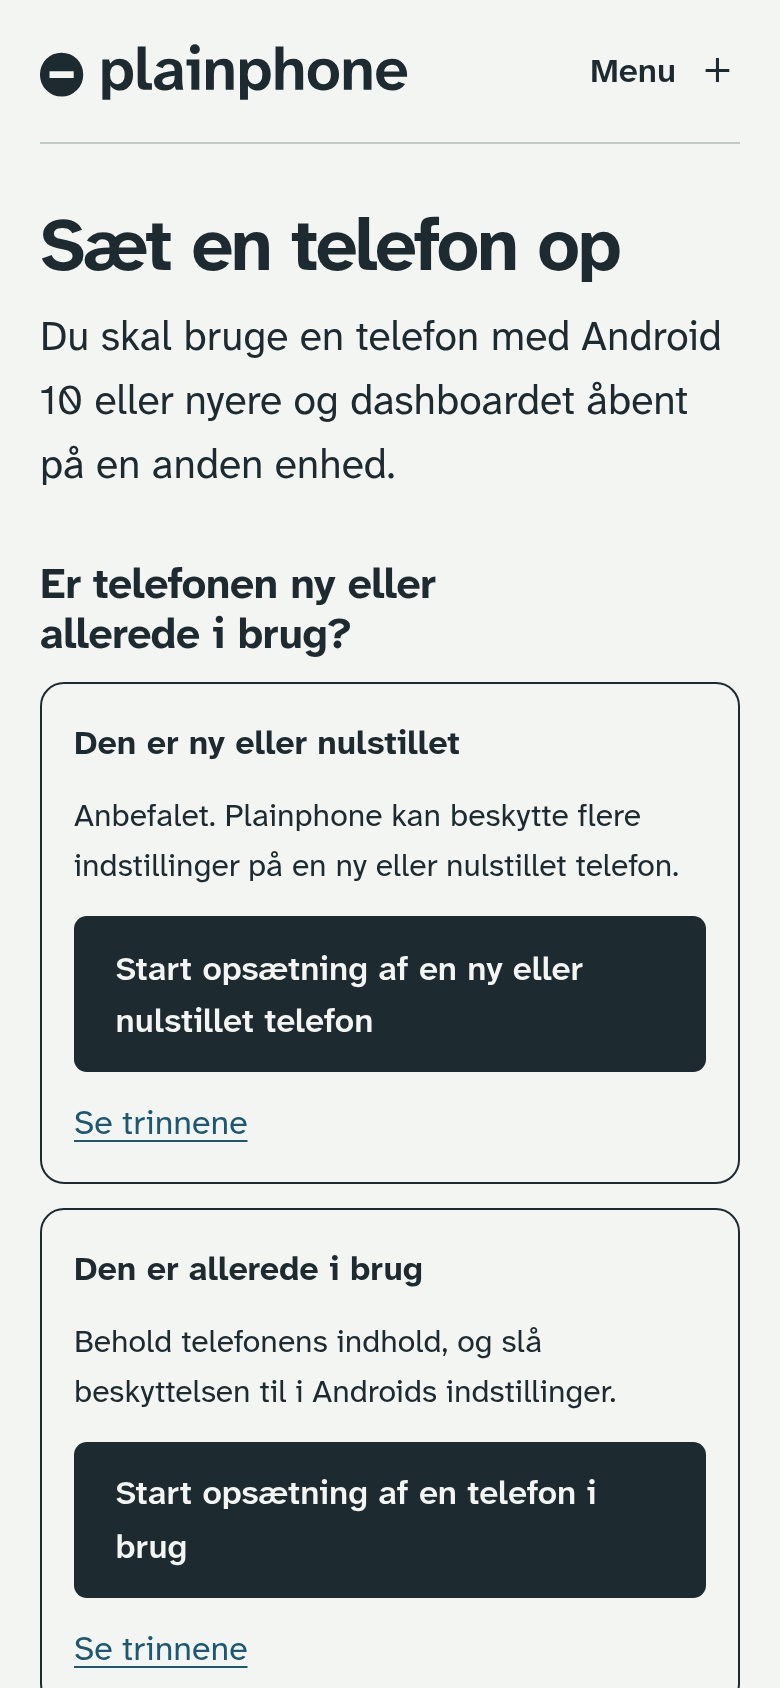 plainphone
Menu +
Sæt en telefon op
Du skal bruge en telefon med Android
10 eller nyere og dashboardet åbent
på en anden enhed.
Er telefonen ny eller
allerede i brug?
Den er ny eller nulstillet
Anbefalet. Plainphone kan beskytte flere
indstillinger på en ny eller nulstillet telefon.
Start opsætning af en ny eller
nulstillet telefon
Se trinnene
Den er allerede i brug
Behold telefonens indhold, og slå
beskyttelsen til i Androids indstillinger.
Start opsætning af en telefon i
brug
Se trinnene